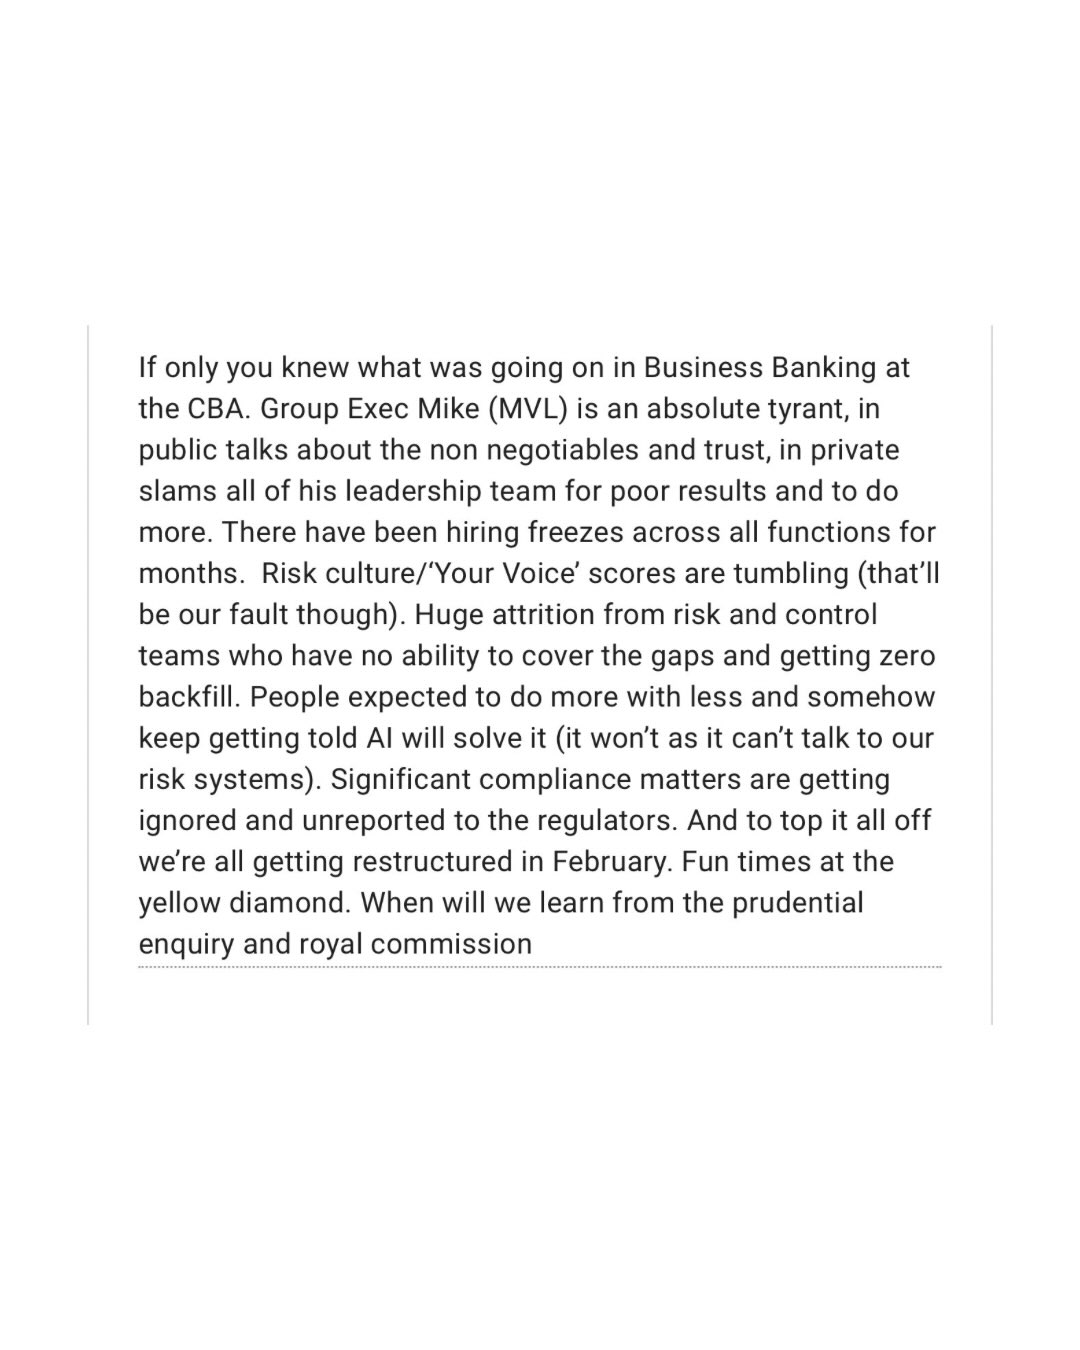 If only you knew what was going on in Business Banking at
the CBA. Group Exec Mike (MVL) is an absolute tyrant, in
public talks about the non negotiables and trust, in private
slams all of his leadership team for poor results and to do
more. There have been hiring freezes across all functions for
months.  Risk culture/‘Your Voice’ scores are tumbling (that’ll
be our fault though). Huge attrition from risk and control
teams who have no ability to cover the gaps and getting zero
backfill. People expected to do more with less and somehow
keep getting told AI will solve it (it won’t as it can’t talk to our
risk systems). Significant compliance matters are getting
ignored and unreported to the regulators. And to top it all off
we’re all getting restructured in February. Fun times at the
yellow diamond. When will we learn from the prudential
enquiry and royal commission